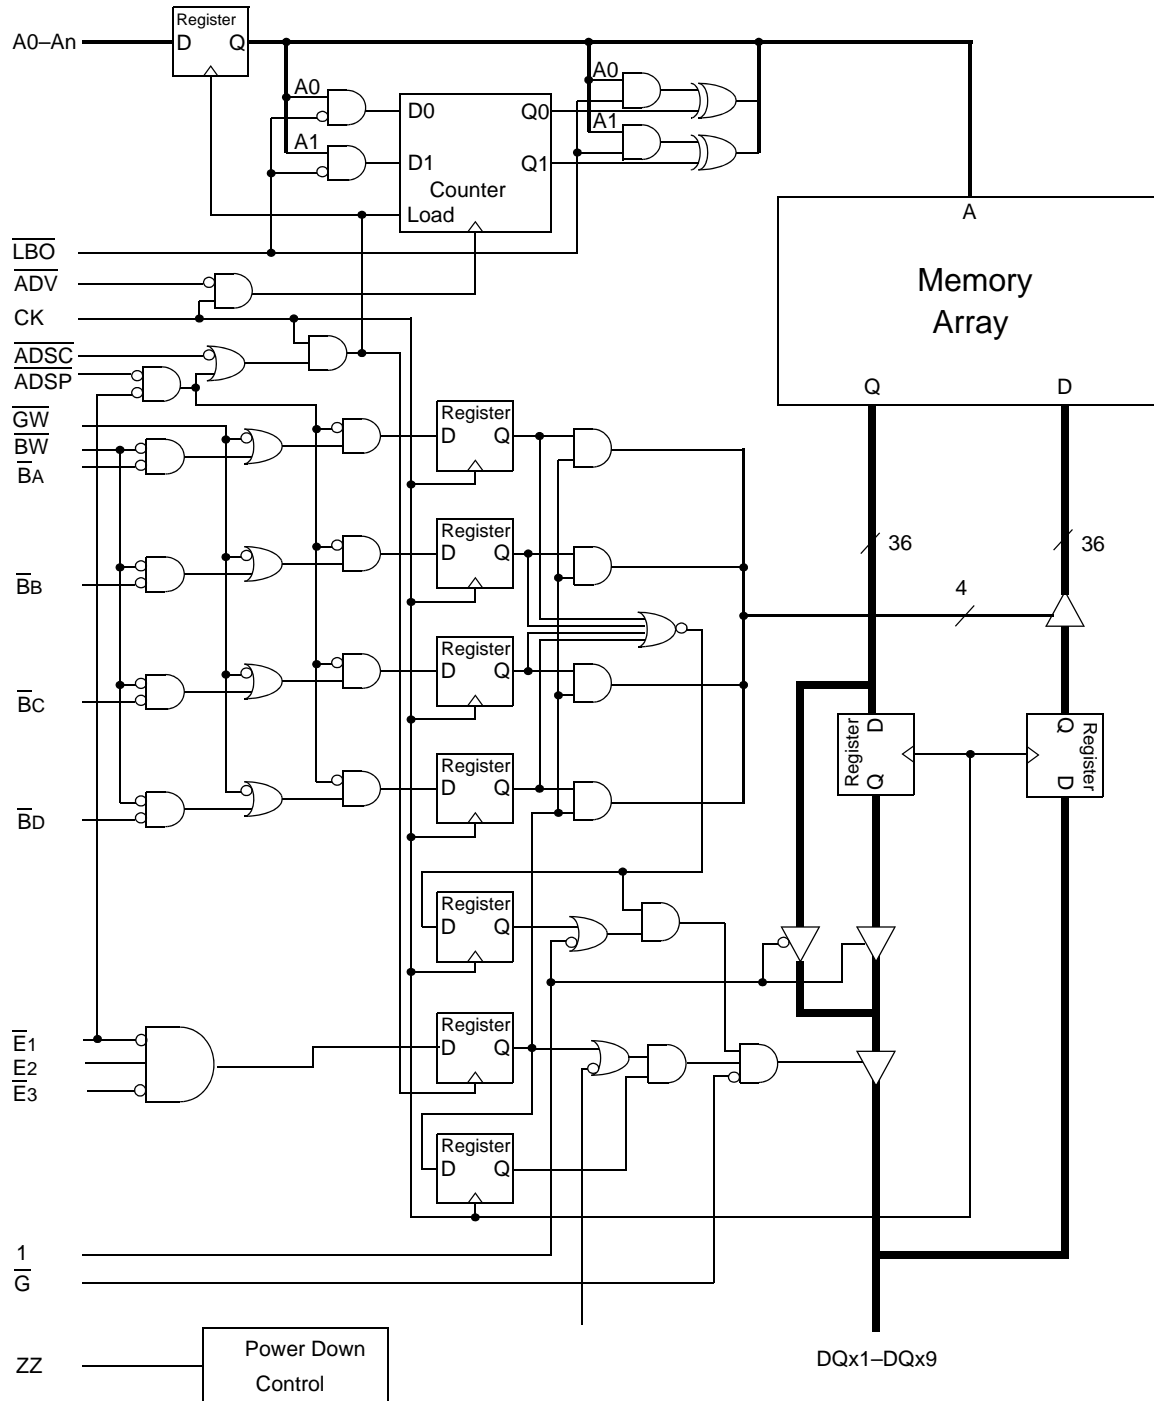 Register
A0–An
D Q
A0
A0
D0
Q0
A1
A1
D1
Q1
Counter
Load
A
LBO
ADV
Memory
Array
CK
ADSC
ADSP
Q
D
GW
Register
BW
D Q
BA
Register
D Q
36
36
BB
4
Register
D Q
BC
D
Register
Q
Q
Register
D
Register
D Q
BD
Register
D Q
Register
D Q
E1
E2
E3
Register
D Q
1
G
Power Down
Control
ZZ
DQx1–DQx9